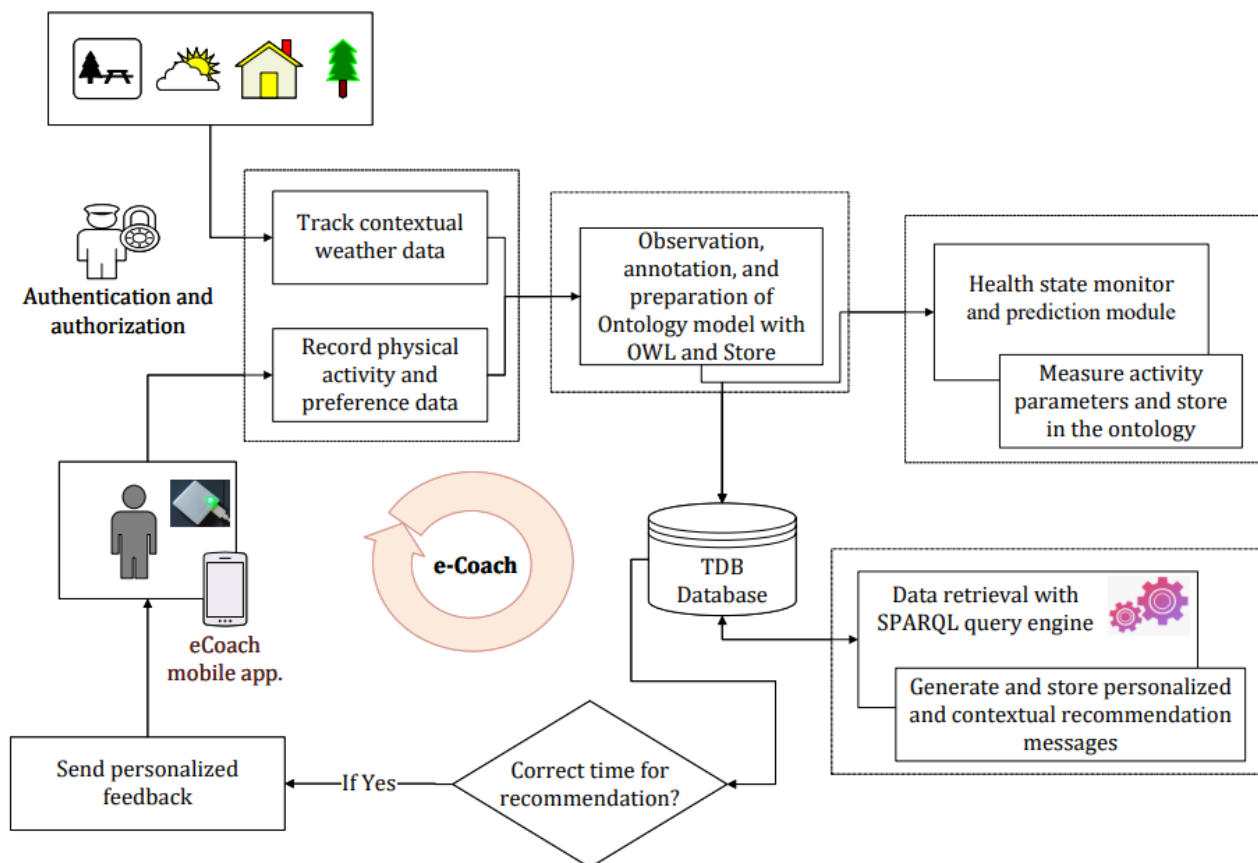 Track contextual
weather data
Authentication and
authorization
Record physical
activity and
preference data
Observation,
annotation, and
preparation of
Ontology model with
OWL and Store
Health state monitor
and prediction module
Measure activity
parameters and store
in the ontology
e-Coach
eCoach
mobile app.
TDB
Database
Data retrieval with
SPARQL query engine
Generate and store personalized
and contextual recommendation
messages
Correct time for
recommendation?
If Yes
Send personalized
feedback